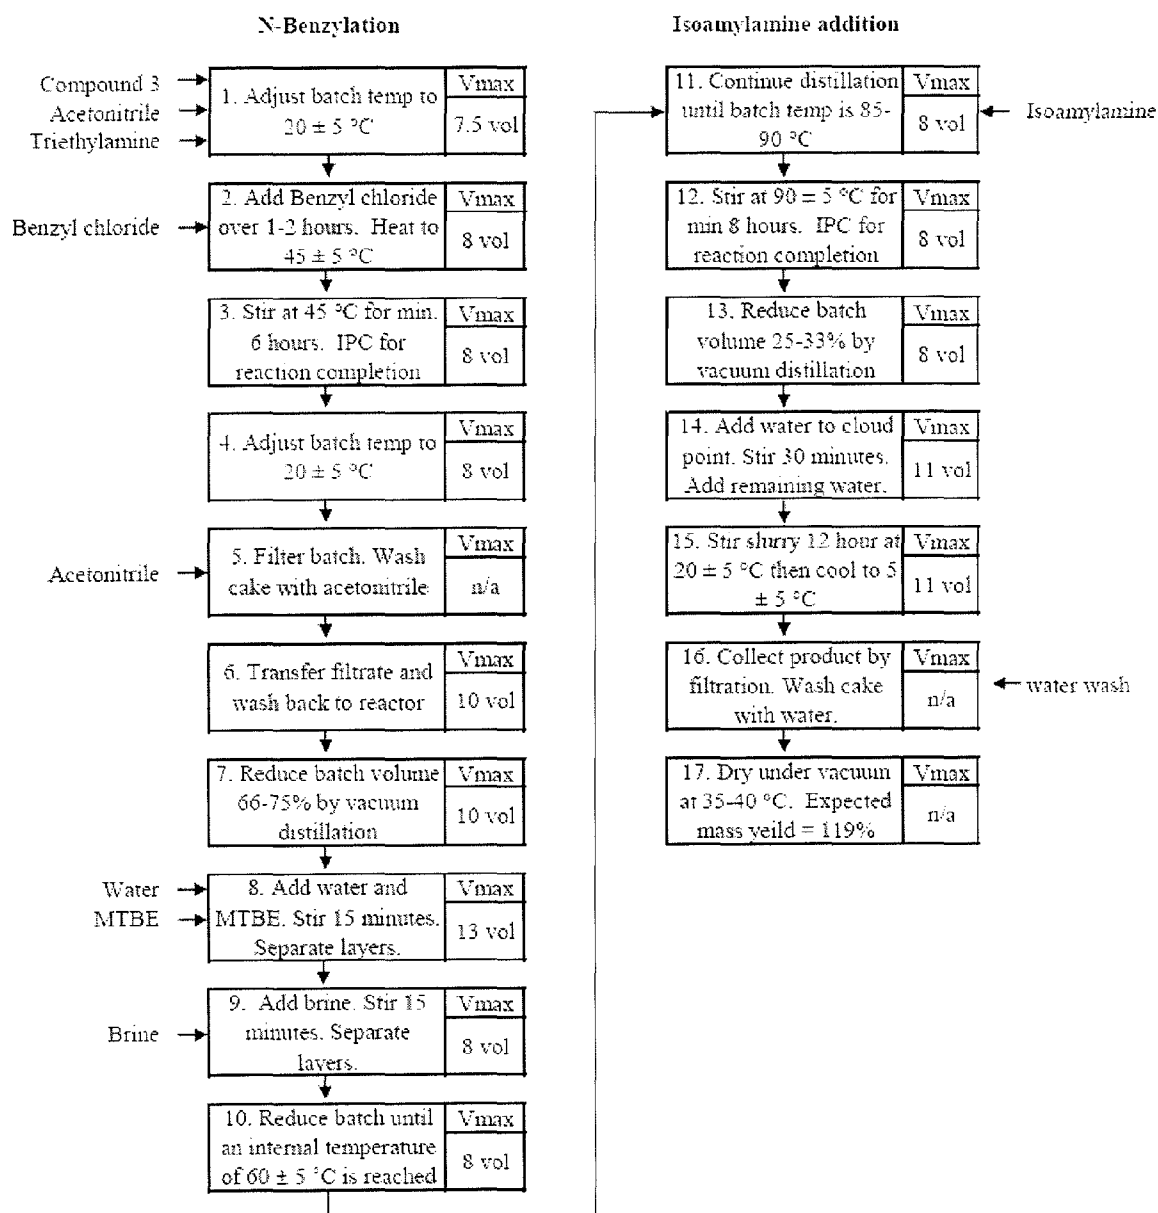 N-Benzylation
Compound 3
Acetonitrile
Triethylamine
1. Adjust batch temp to
20 ± 5 °C
Vmax
7.5 vol
Benzyl chloride
2. Add Benzyl chloride
over 1-2 hours. Heat to
45 ± 5 °C
Vmax
8 vol
3. Stir at 45 °C for min.
6 hours. IPC for
reaction completion
Vmax
8 vol
4. Adjust batch temp to
20 ± 5 °C
Vmax
8 vol
Acetonitrile
5. Filter batch. Wash
cake with acetonitrile
Vmax
n/a
6. Transfer filtrate and
wash back to reactor
Vmax
10 vol
7. Reduce batch volume
66-75% by vacuum
distillation
Vmax
10 vol
Water
MTBE
8. Add water and
MTBE. Stir 15 minutes.
Separate layers.
Vmax
13 vol
Brine
9. Add brine. Stir 15
minutes. Separate
layers.
Vmax
8 vol
10. Reduce batch until
an internal temperature
of 60 ± 5 °C is reached
Vmax
8 vol
Isoamylamine addition
11. Continue distillation
until batch temp is 85-
90 °C
Vmax
8 vol
Isoamylamine
12. Stir at 90 = 5 °C for
min 8 hours. IPC for
reaction completion
Vmax
8 vol
13. Reduce batch
volume 25-33% by
vacuum distillation
Vmax
8 vol
14. Add water to cloud
point. Stir 30 minutes.
Add remaining water.
Vmax
11 vol
15. Stir slurry 12 hour at
20 ± 5 °C then cool to 5
± 5 °C
Vmax
11 vol
16. Collect product by
filtration. Wash cake
with water.
Vmax
n/a
water wash
17. Dry under vacuum
at 35-40 °C. Expected
mass yeild = 119%
Vmax
n/a